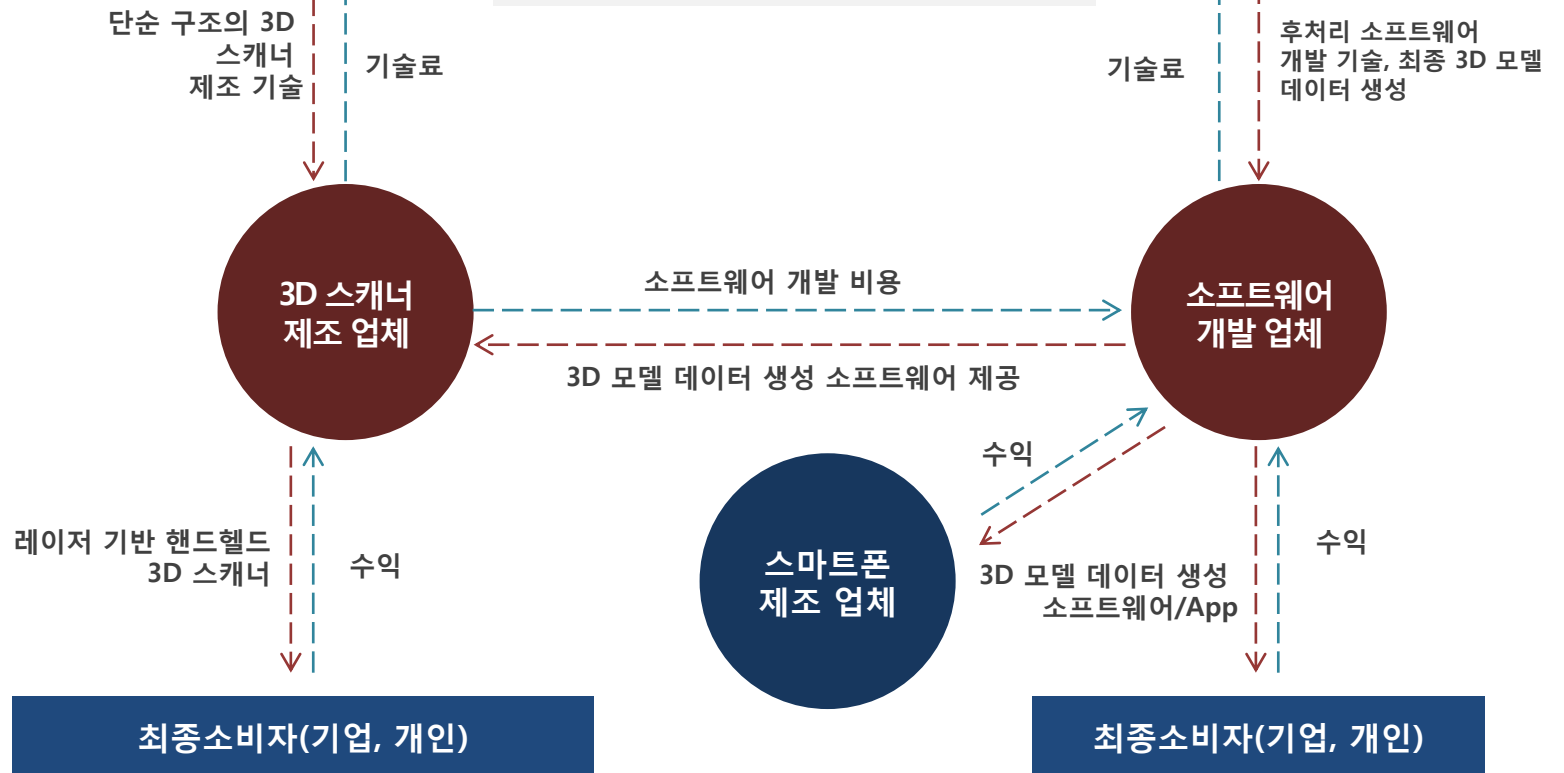 단순 구조의 3D
스캐너
제조 기술
기술료
기술료
후처리 소프트웨어
개발 기술, 최종 3D 모델
데이터 생성
3D 스캐너
제조 업체
소프트웨어 개발 비용
3D 모델 데이터 생성 소프트웨어 제공
소프트웨어
개발 업체
레이저 기반 핸드헬드
3D 스캐너
수익
스마트폰
제조 업체
수익
3D 모델 데이터 생성
소프트웨어/App
수익
최종소비자(기업, 개인)
최종소비자(기업, 개인)